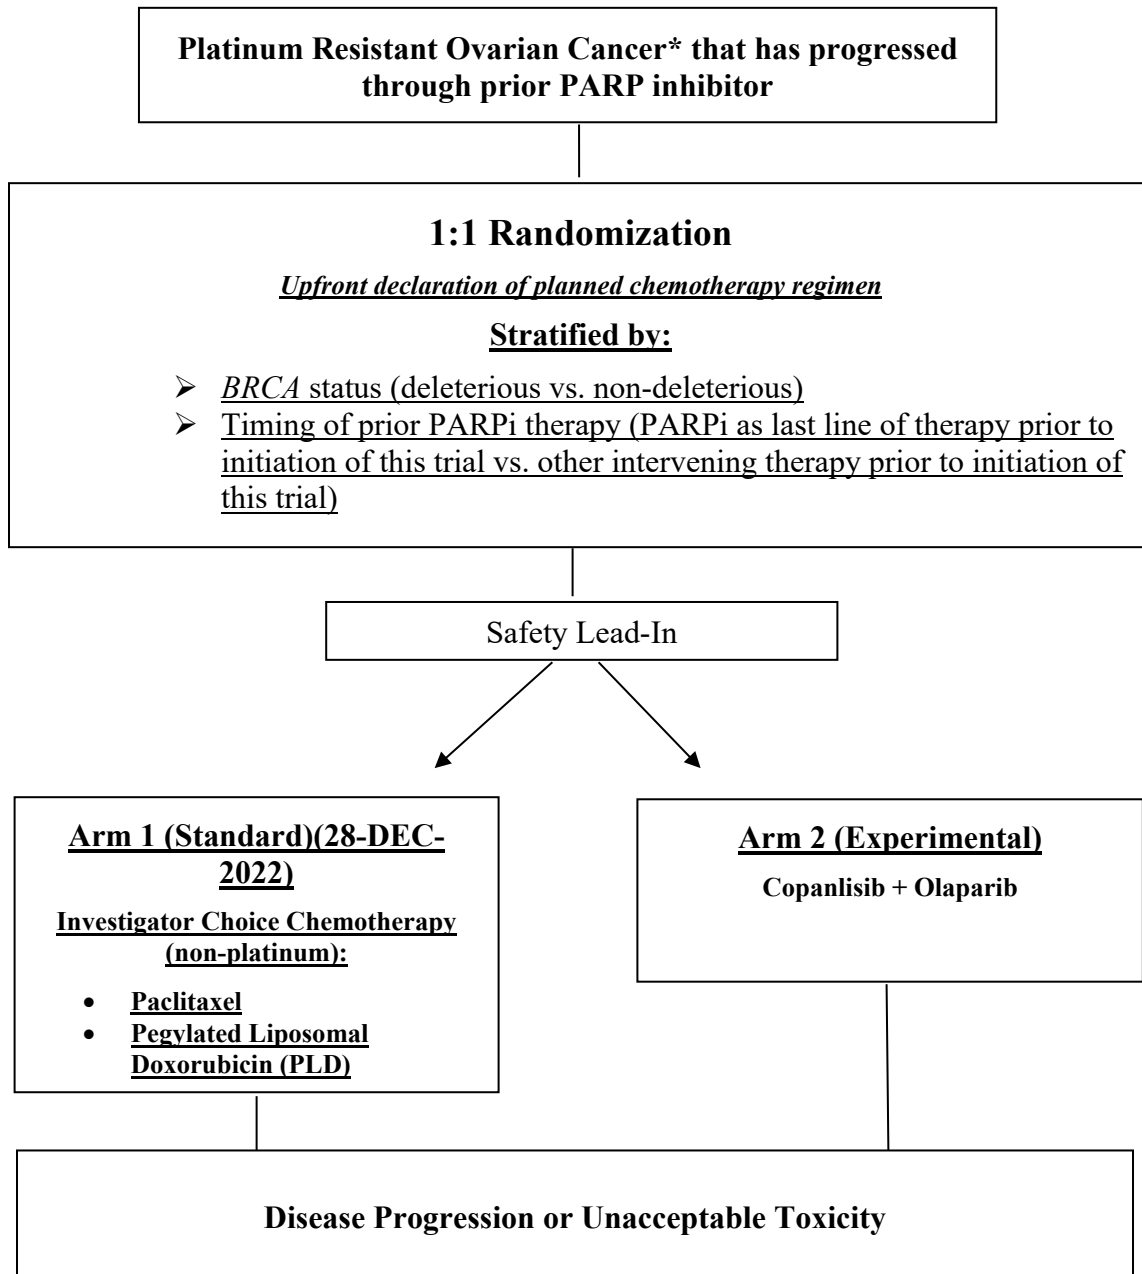 Platinum Resistant Ovarian Cancer* that has progressed
through prior PARP inhibitor
1:1 Randomization
Upfront declaration of planned chemotherapy regimen
Stratified by:
➢ BRCA status (deleterious vs. non-deleterious)
➢ Timing of prior PARPi therapy (PARPi as last line of therapy prior to
initiation of this trial vs. other intervening therapy prior to initiation of
this trial)
Safety Lead-In
Arm 1 (Standard)(28-DEC-
2022)
Investigator Choice Chemotherapy
(non-platinum):
• Paclitaxel
• Pegylated Liposomal
Doxorubicin (PLD)
Arm 2 (Experimental)
Copanlisib + Olaparib
Disease Progression or Unacceptable Toxicity